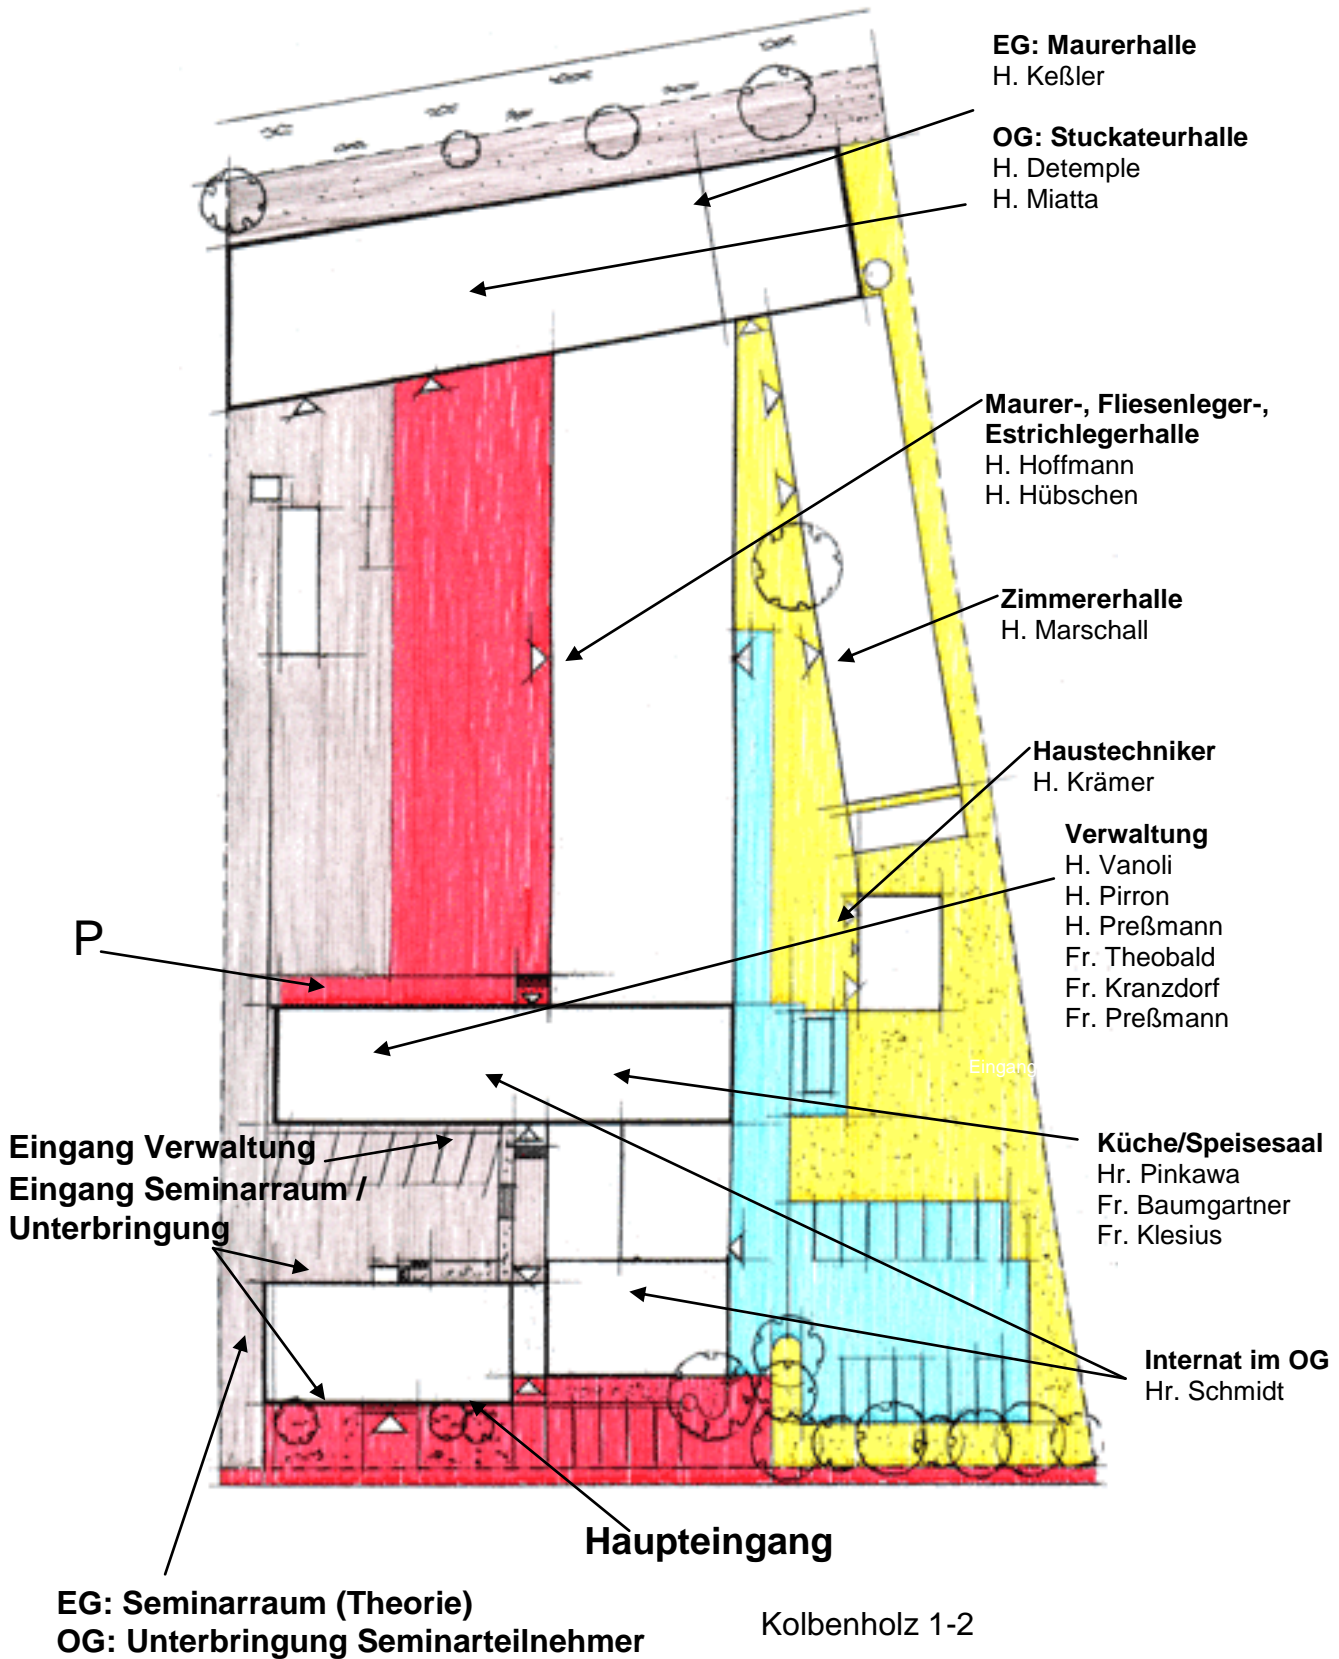 EG: Maurerhalle
H. Keßler
OG: Stuckateurhalle
H. Detemple
H. Miatta
Maurer-, Fliesenleger-,
Estrichlegerhalle
H. Hoffmann
H. Hübschen
Zimmererhalle
H. Marschall
Haustechniker
H. Krämer
Verwaltung
H. Vanoli
H. Pirron
H. Preßmann
Fr. Theobald
Fr. Kranzdorf
Fr. Preßmann
P
Eingang
Küche/Speisesaal
Hr. Pinkawa
Fr. Baumgartner
Fr. Klesius
Eingang Verwaltung
Eingang Seminarraum /
Unterbringung
Internat im OG
Hr. Schmidt
Haupteingang
EG: Seminarraum (Theorie)
OG: Unterbringung Seminarteilnehmer
Kolbenholz 1-2